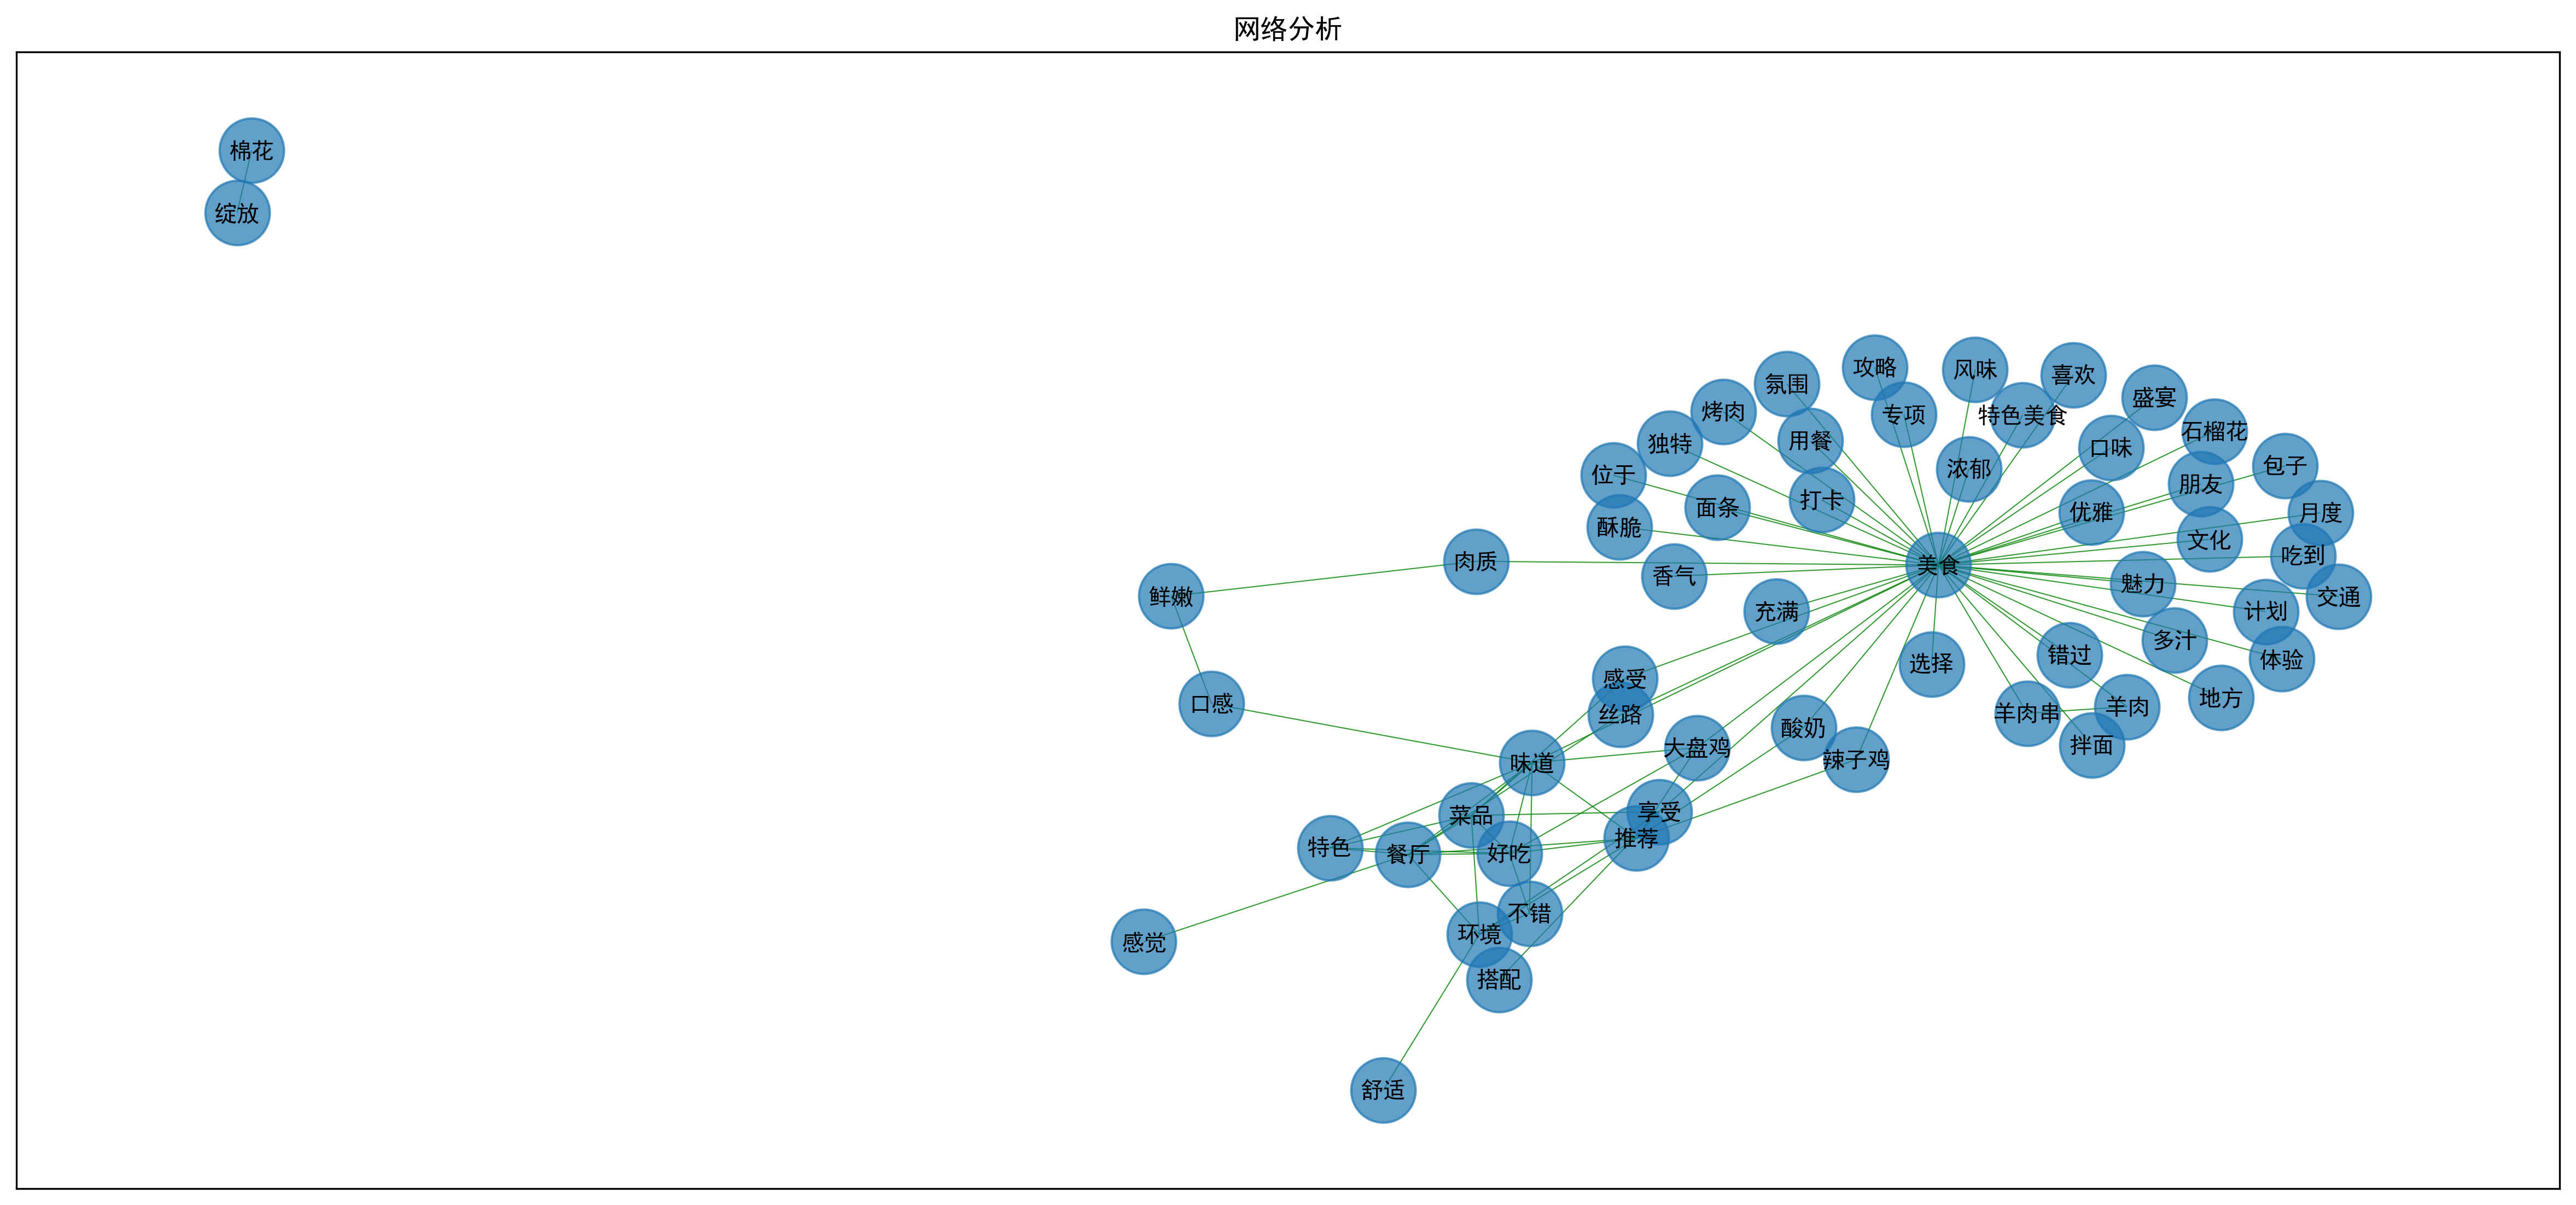 网络分析
棉花
绽放
攻略
风味
喜欢
氛围
盛宴
烤肉
专项
特色美食
石榴花
独特
用餐
口味
包子
位于
浓郁
朋友
打卡
面条
优雅
月度
酥脆
文化
吃到
肉质
美食
香气
魅力
鲜嫩
交通
充满
计划
多汁
错过
体验
选择
感受
地方
口感
羊肉
羊肉串
丝路
酸奶
拌面
大盘鸡
辣子鸡
味道
享受
菜品
推荐
特色
餐厅
好吃
不错
环境
感觉
搭配
舒适